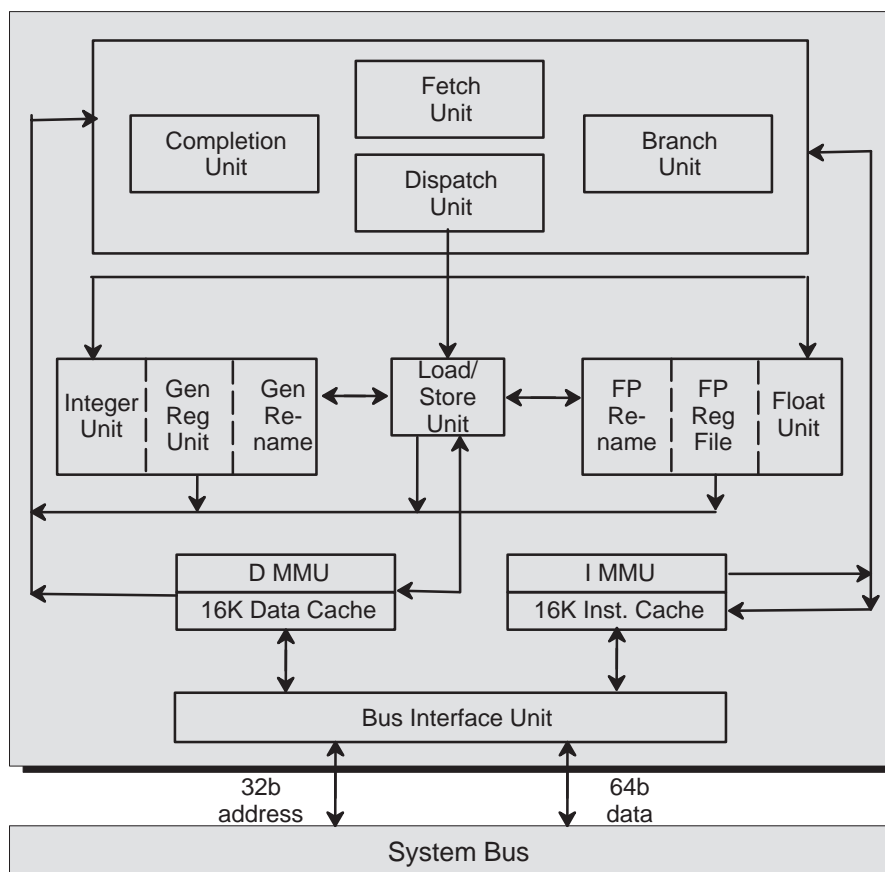 Fetch
Unit
Completion
Unit
Branch
Unit
Dispatch
Unit
Integer
Unit
Gen
Reg
Unit
Gen
Re-
name
Load/
Store
Unit
FP
Re-
name
FP
Reg
File
Float
Unit
D MMU
16K Data Cache
I MMU
16K Inst. Cache
Bus Interface Unit
32b
address
64b
data
System Bus